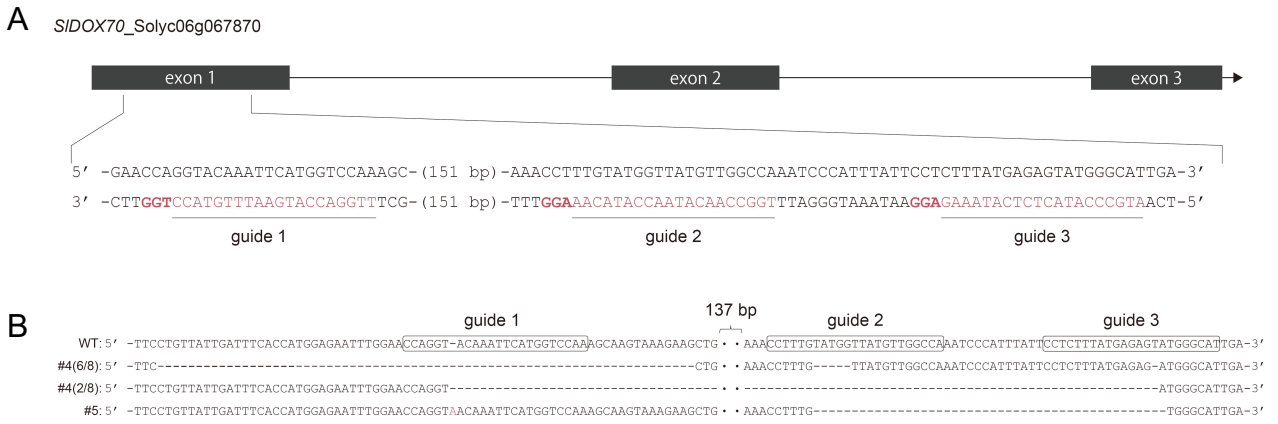 A
SlDOX70_Solyc06g067870
exon 1 exon 2 exon 3
5’ -GAACCAGGTACAAATTCATGGTCCAAAGC-(151 bp)-AAACCTTTGTATGGTTATGTTGGCCAAATCCCATTTATTCCTCTTTATGAGAGTATGGGCATTGA-3’
3’ -CTTGGTCCATGTTTAAGTACCAGGTTTCG-(151 bp)-TTTGGAAACATACCAATACAACCGGTTTAGGGTAAATAAGGAGAAATACTCTCATACCCGTAACT-5’
guide 1 guide 2 guide 3
B
137 bp
guide 1 guide 2 guide 3
WT: 5’ -TTCCTGTTATTGATTTCACCATGGAGAATTTGGAACCAGGT-ACAAATTCATGGTCCAAAGCAAGTAAAGAAGCTG··AAACCTTTGTATGGTTATGTTGGCCAAATCCCATTTATTCCTCTTTATGAGAGTATGGGCATTGA-3’
#4(6/8): 5’ -TTC----------------------------------------------------------------------CTG··AAACCTTTG-----TTATGTTGGCCAAATCCCATTTATTCCTCTTTATGAGAG-ATGGGCATTGA-3’
#4(2/8): 5’ -TTCCTGTTATTGATTTCACCATGGAGAATTTGGAACCAGGT--------------------------------------------------------------------------------------------ATGGGCATTGA-3’
#5: 5’ -TTCCTGTTATTGATTTCACCATGGAGAATTTGGAACCAGGTAACAAATTCATGGTCCAAAGCAAGTAAAGAAGCTG··AAACCTTTG----------------------------------------------TGGGCATTGA-3’